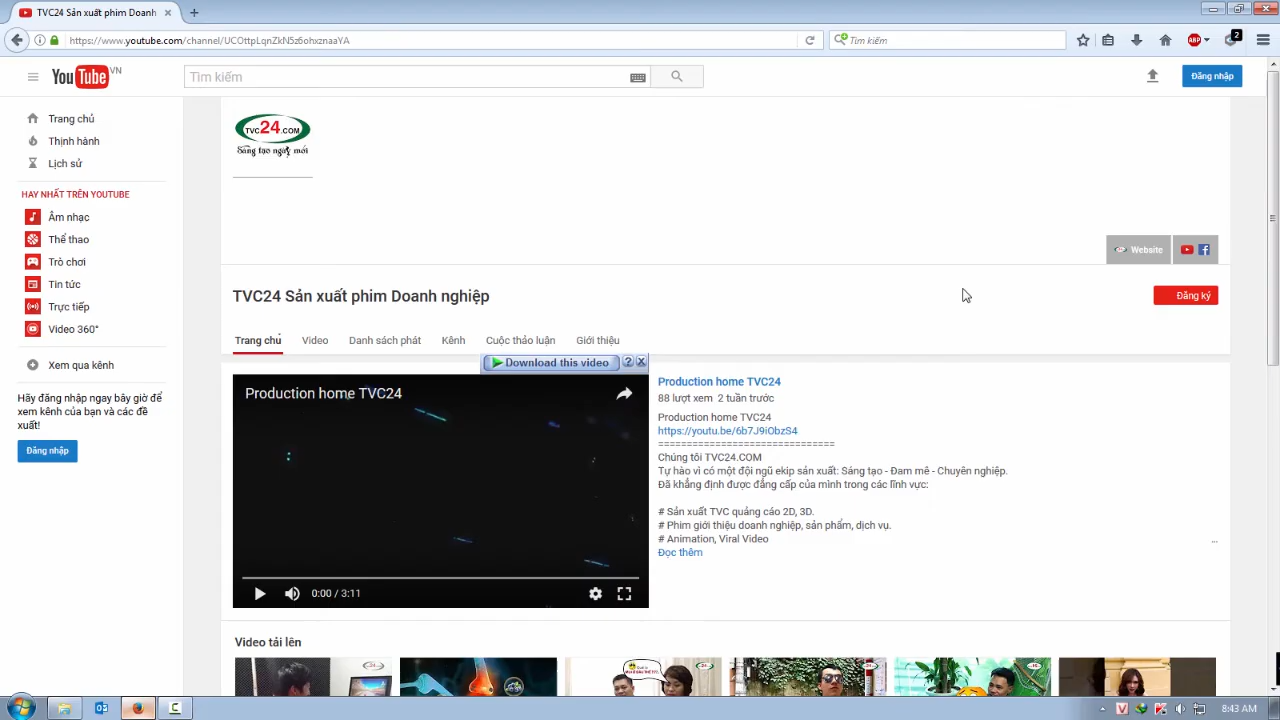 TVC24 Sản xuất phim Doanh
https://www.youtube.com/channel/UCOttpLqnZkN5z6ohxznaaYA
Tìm kiếm
ABP
2
YouTube VN
Tìm kiếm
Đăng nhập
Trang chủ
Thịnh hành
Lịch sử
HAY NHẤT TRÊN YOUTUBE
Âm nhạc
Thể thao
Trò chơi
Tin tức
Trực tiếp
Video 360°
Xem qua kênh
Hãy đăng nhập ngay bây giờ để
xem kênh của bạn và các đề
xuất!
Đăng nhập
TVC24.COM
Sáng tạo ngày mới
Website
TVC24 Sản xuất phim Doanh nghiệp
Đăng ký
Trang chủ Video Danh sách phát Kênh Cuộc thảo luận Giới thiệu
Download this video ? X
Production home TVC24
0:00 / 3:11
Production home TVC24
88 lượt xem 2 tuần trước
Production home TVC24
https://youtu.be/6b7J9iObzS4
===============================
Chúng tôi TVC24.COM
Tự hào vì có một đội ngũ ekip sản xuất: Sáng tạo - Đam mê - Chuyên nghiệp.
Đã khẳng định được đẳng cấp của mình trong các lĩnh vực:
# Sản xuất TVC quảng cáo 2D, 3D.
# Phim giới thiệu doanh nghiệp, sản phẩm, dịch vụ.
# Animation, Viral Video
...
Đọc thêm
Video tải lên
8:43 AM